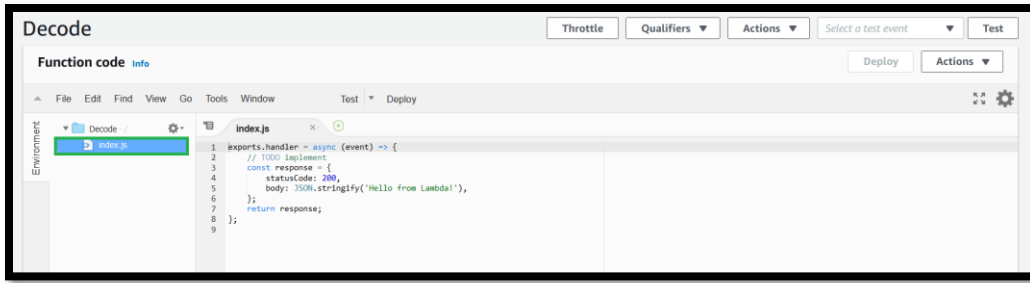 Decode
Throttle Qualifiers Actions Select a test event Test
Function code Info
Deploy Actions
File Edit Find View Go Tools Window Test Deploy
Environment
Decode - /
index.js
index.js
1 exports.handler = async (event) => {
2 // TODO implement
3 const response = {
4 statusCode: 200,
5 body: JSON.stringify('Hello from Lambda!'),
6 };
7 return response;
8 };
9